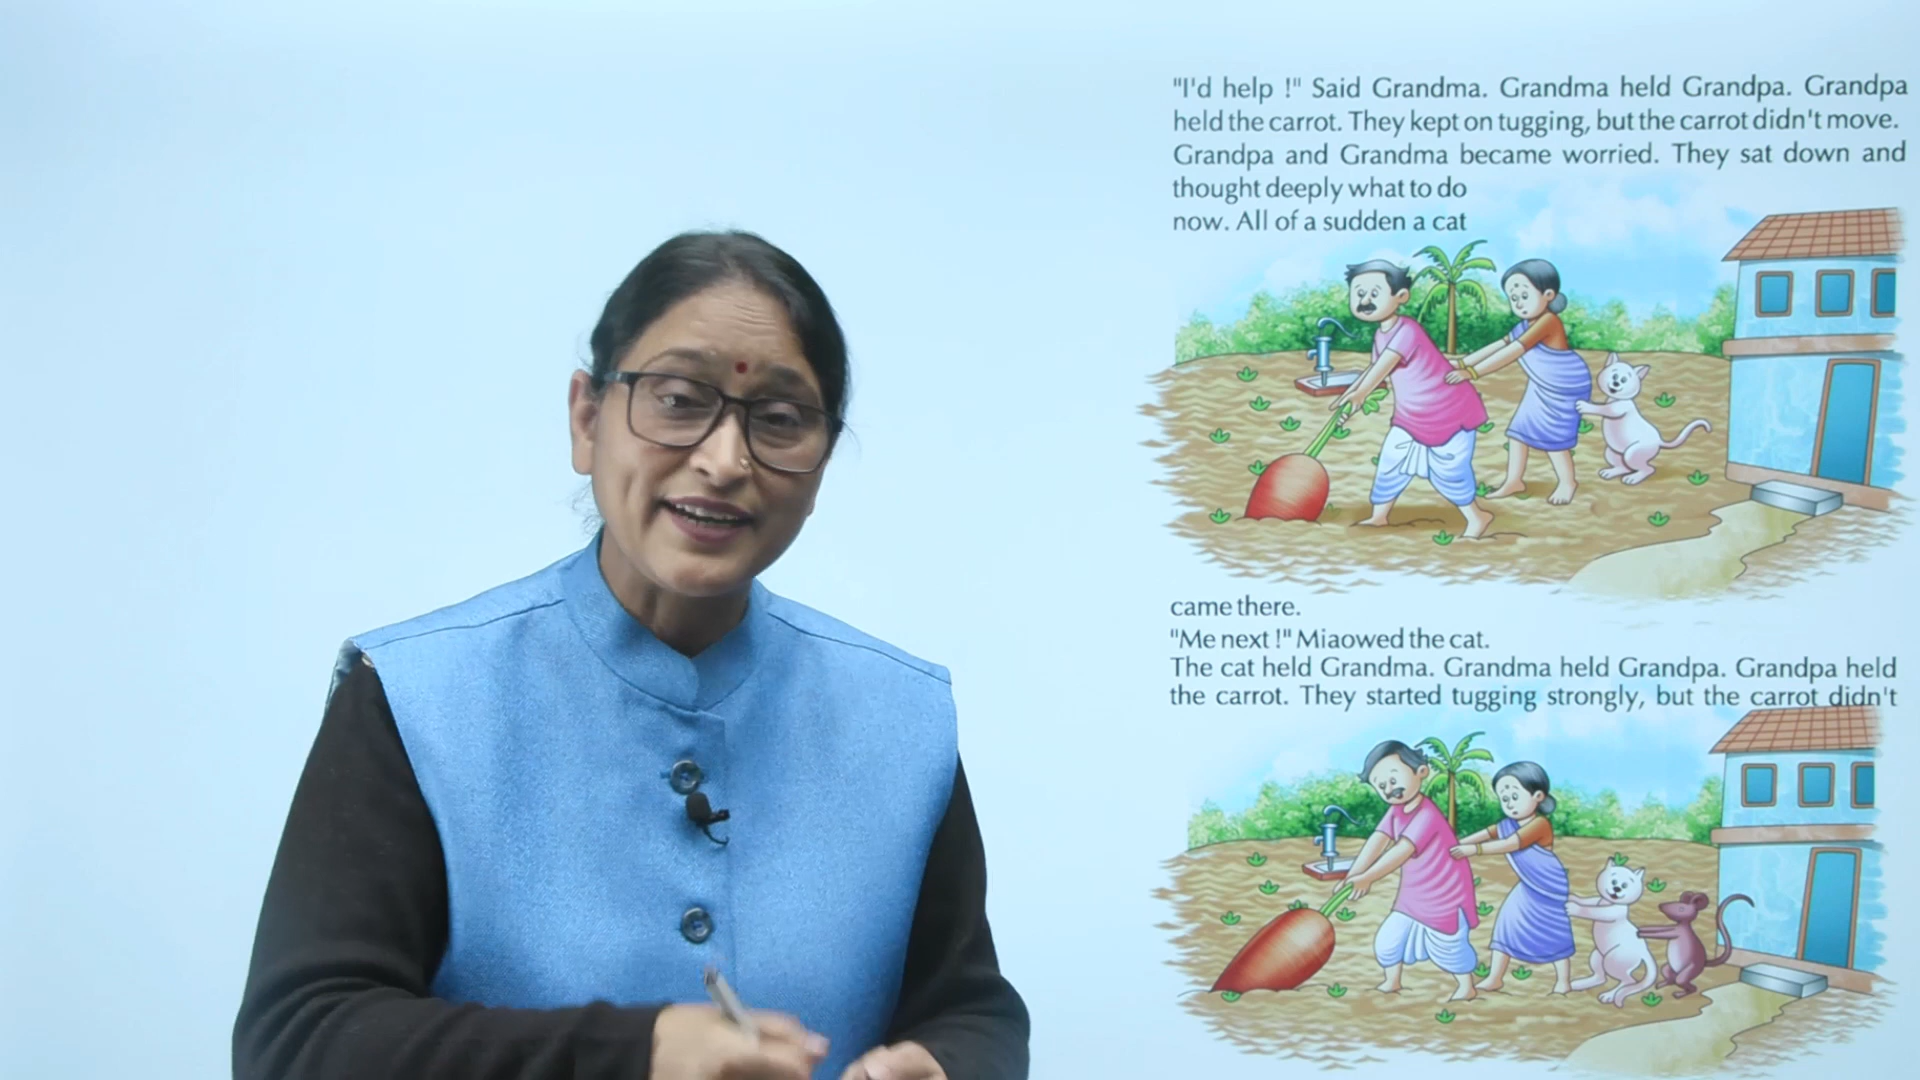 "I'd help !" Said Grandma. Grandma held Grandpa. Grandpa
held the carrot. They kept on tugging, but the carrot didn't move.
Grandpa and Grandma became worried. They sat down and
thought deeply what to do
now. All of a sudden a cat
came there.
"Me next !" Miaowed the cat.
The cat held Grandma. Grandma held Grandpa. Grandpa held
the carrot. They started tugging strongly, but the carrot didn't